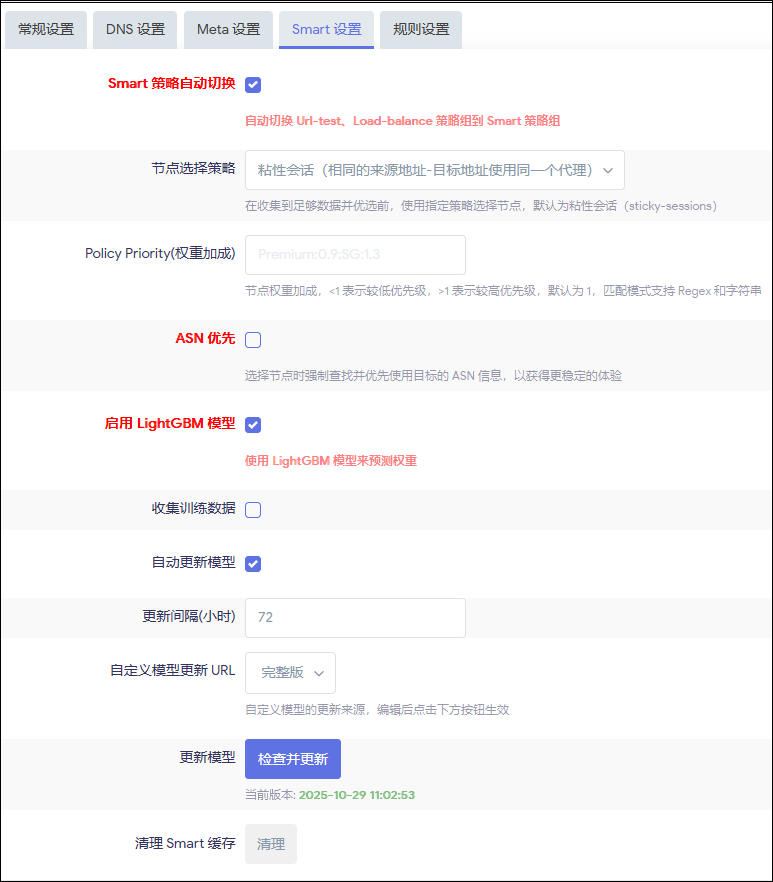 常规设置 DNS 设置 Meta 设置 Smart 设置 规则设置
Smart 策略自动切换
自动切换 Url-test、Load-balance 策略组到 Smart 策略组
节点选择策略 粘性会话（相同的来源地址-目标地址使用同一个代理）
在收集到足够数据并优选前，使用指定策略选择节点，默认为粘性会话（sticky-sessions）
Policy Priority(权重加成) Premium:0.9;SG:1.3
节点权重加成，<1 表示较低优先级，>1 表示较高优先级，默认为 1，匹配模式支持 Regex 和字符串
ASN 优先
选择节点时强制查找并优先使用目标的 ASN 信息，以获得更稳定的体验
启用 LightGBM 模型
使用 LightGBM 模型来预测权重
收集训练数据
自动更新模型
更新间隔(小时) 72
自定义模型更新 URL 完整版
自定义模型的更新来源，编辑后点击下方按钮生效
更新模型 检查并更新
当前版本: 2025-10-29 11:02:53
清理 Smart 缓存 清理